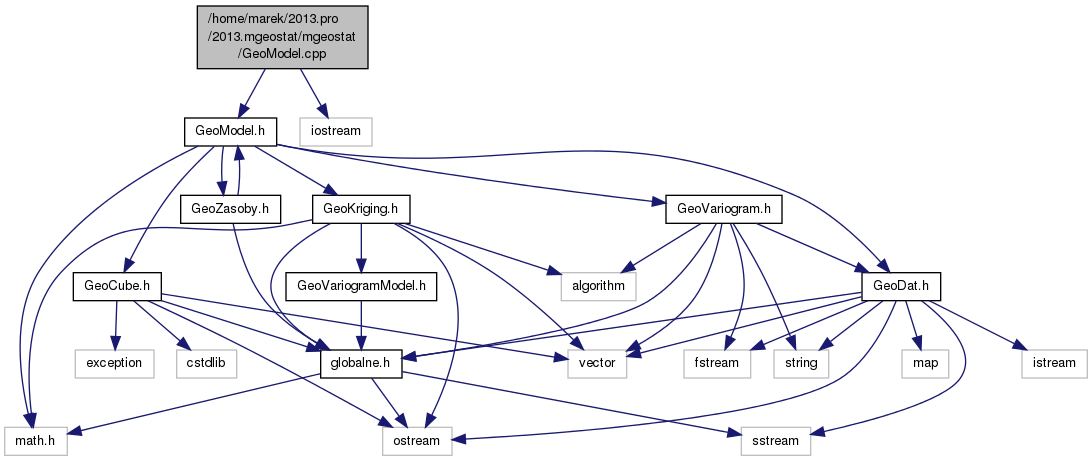 /home/marek/2013.pro
/2013.mgeostat/mgeostat
/GeoModel.cpp
GeoModel.h
iostream
GeoZasoby.h
GeoKriging.h
GeoVariogram.h
GeoCube.h
GeoVariogramModel.h
algorithm
GeoDat.h
exception
cstdlib
globalne.h
vector
fstream
string
map
istream
math.h
ostream
sstream